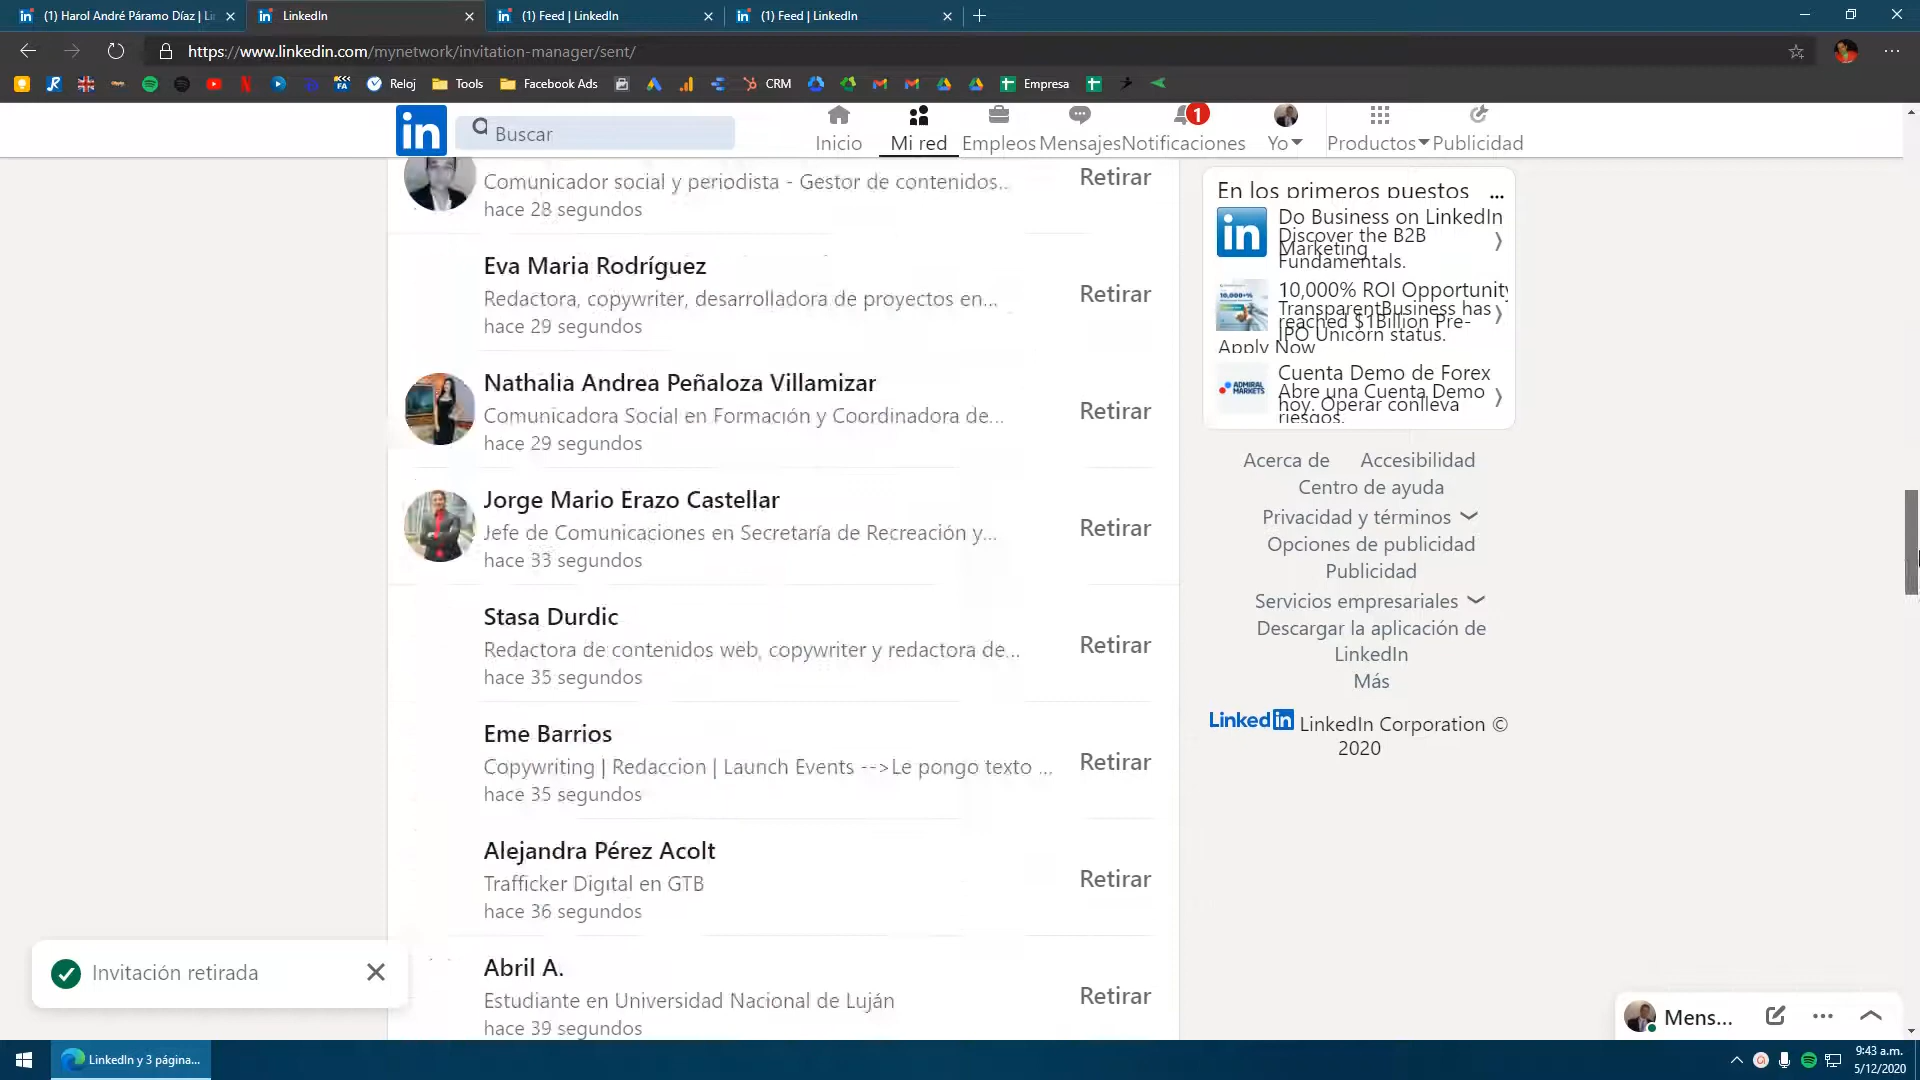 (1) Harol André Páramo Díaz | Li
LinkedIn
(1) Feed | LinkedIn
(1) Feed | LinkedIn
https://www.linkedin.com/mynetwork/invitation-manager/sent/
Reloj
Tools
Facebook Ads
CRM
Empresa
in
Buscar
Inicio
Mi red
Empleos
Mensajes
Notificaciones
1
Yo
Productos
Publicidad
Comunicador social y periodista - Gestor de contenidos...
hace 28 segundos
Retirar
Eva Maria Rodríguez
Redactora, copywriter, desarrolladora de proyectos en...
hace 29 segundos
Retirar
Nathalia Andrea Peñaloza Villamizar
Comunicadora Social en Formación y Coordinadora de...
hace 29 segundos
Retirar
Jorge Mario Erazo Castellar
Jefe de Comunicaciones en Secretaría de Recreación y...
hace 33 segundos
Retirar
Stasa Durdic
Redactora de contenidos web, copywriter y redactora de...
hace 35 segundos
Retirar
Eme Barrios
Copywriting | Redaccion | Launch Events -->Le pongo texto ...
hace 35 segundos
Retirar
Alejandra Pérez Acolt
Trafficker Digital en GTB
hace 36 segundos
Retirar
Abril A.
Estudiante en Universidad Nacional de Luján
hace 39 segundos
Retirar
En los primeros puestos
...
in
Do Business on LinkedIn
Discover the B2B
Marketing
Fundamentals.
10,000% ROI Opportunity
TransparentBusiness has
reached $1Billion Pre-
IPO Unicorn status.
Apply Now
ADMIRAL
MARKETS
Cuenta Demo de Forex
Abre una Cuenta Demo
hoy. Operar conlleva
riesgos.
Acerca de
Accesibilidad
Centro de ayuda
Privacidad y términos
Opciones de publicidad
Publicidad
Servicios empresariales
Descargar la aplicación de
LinkedIn
Más
LinkedIn LinkedIn Corporation ©
2020
Invitación retirada
Mens...
LinkedIn y 3 página...
9:43 a.m.
5/12/2020